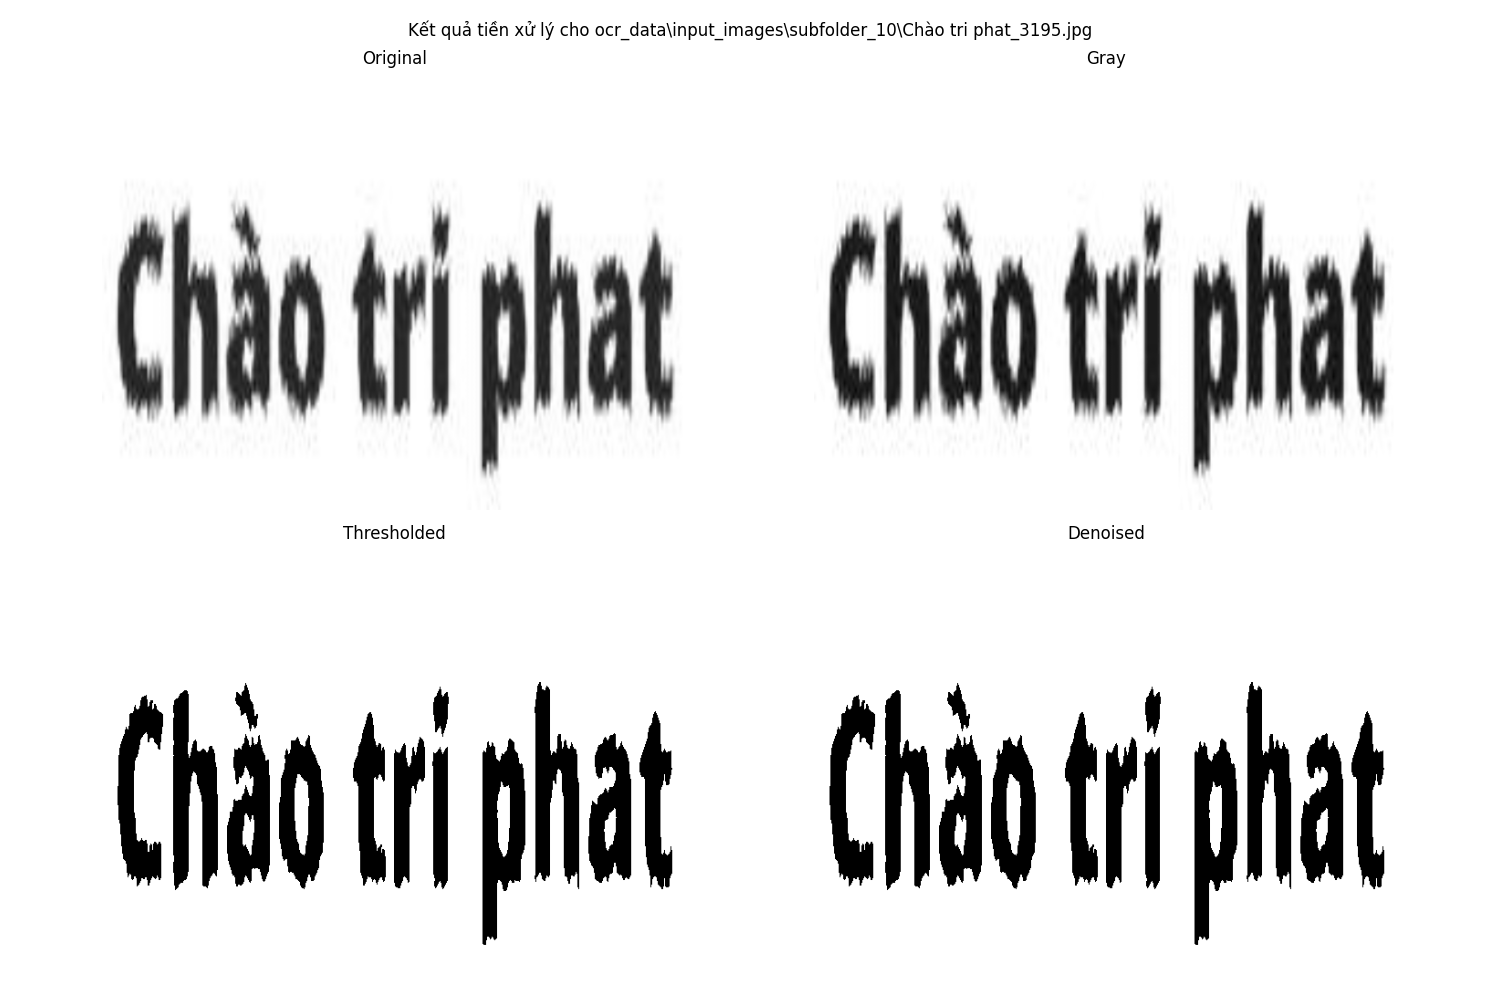 Kết quả tiền xử lý cho ocr_data\input_images\subfolder_10\Chào tri phat_3195.jpg
Original
Gray
Chào tri phat
Chào tri phat
Thresholded
Denoised
Chào tri phat
Chào tri phat